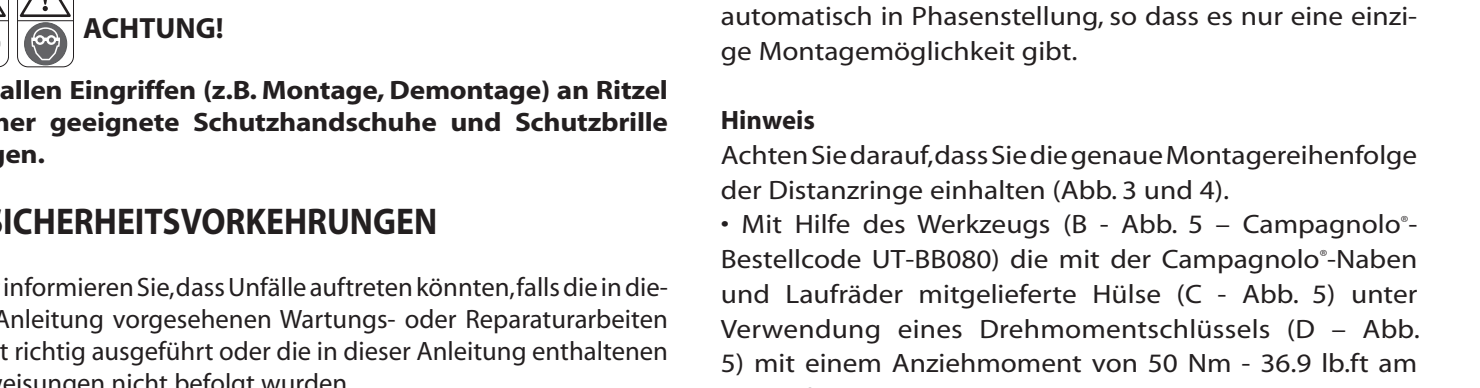 ACHTUNG!
allen Eingriffen (z.B. Montage, Demontage) an Ritzel
geeignete Schutzhandschuhe und Schutzbrille
SICHERHEITSVORKEHRUNGEN
informieren Sie, dass Unfälle auftreten könnten, falls die in die-
Anleitung vorgesehenen Wartungs- oder Reparaturarbeiten
richtig ausgeführt oder die in dieser Anleitung enthaltenen
nicht befolgt wurden.
automatisch in Phasenstellung, so dass es nur eine einzi-
ge Montagemöglichkeit gibt.
Hinweis
Achten Sie darauf, dass Sie die genaue Montagereihenfolge
der Distanzringe einhalten (Abb. 3 und 4).
• Mit Hilfe des Werkzeugs (B - Abb. 5 – Campagnolo®-
Bestellcode UT-BB080) die mit der Campagnolo®-Naben
und Laufräder mitgelieferte Hülse (C - Abb. 5) unter
Verwendung eines Drehmomentschlüssels (D – Abb.
5) mit einem Anziehmoment von 50 Nm - 36.9 lb.ft am